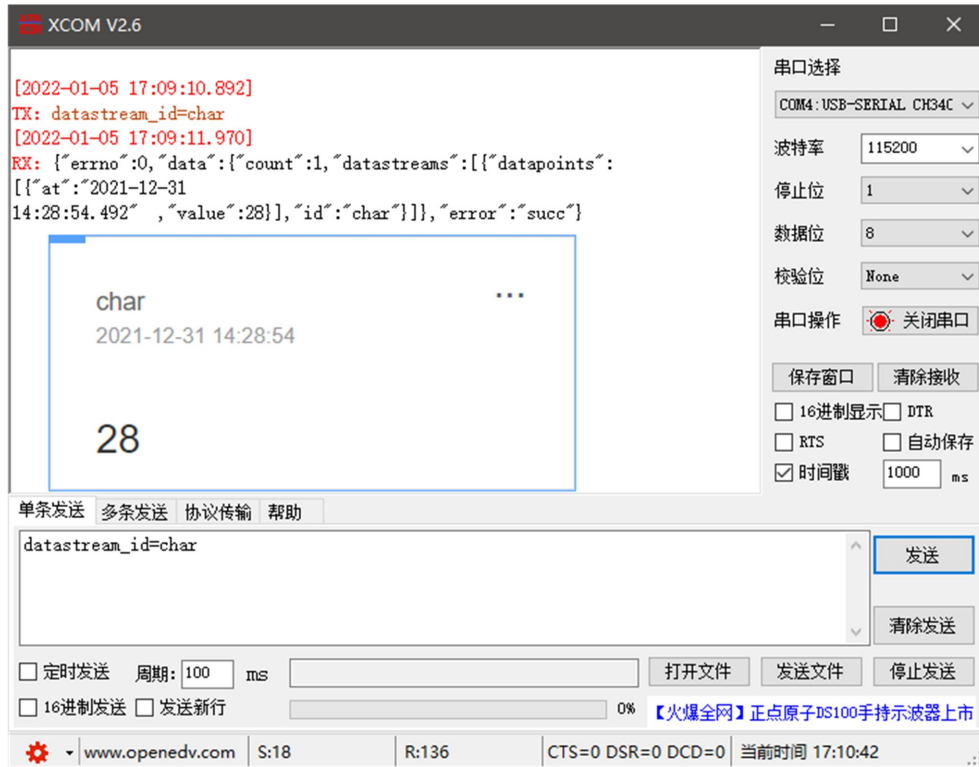 XCOM V2.6
[2022-01-05 17:09:10.892]
TX: datastream_id=char
[2022-01-05 17:09:11.970]
RX: {"errno":0,"data":{"count":1,"datastreams":[{"datapoints":
[{"at":"2021-12-31
14:28:54.492" ,"value":28}],"id":"char"}]},"error":"succ"}
char
...
2021-12-31 14:28:54
28
串口选择
COM4:USB-SERIAL CH340
波特率 115200
停止位 1
数据位 8
校验位 None
串口操作 关闭串口
保存窗口 清除接收
16进制显示 DTR
RTS 自动保存
时间戳 1000 ms
单条发送 多条发送 协议传输 帮助
datastream_id=char
发送
清除发送
定时发送 周期: 100 ms 打开文件 发送文件 停止发送
16进制发送 发送新行 0% 【火爆全网】正点原子DS100手持示波器上市
www.openedv.com S:18 R:136 CTS=0 DSR=0 DCD=0 当前时间 17:10:42